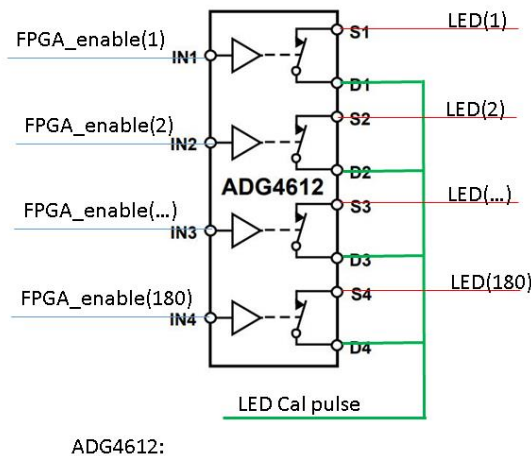 FPGA_enable(1)
IN1
S1
LED(1)
D1
FPGA_enable(2)
IN2
S2
LED(2)
D2
ADG4612
FPGA_enable(...)
IN3
S3
LED(...)
D3
FPGA_enable(180)
IN4
S4
LED(180)
D4
LED Cal pulse
ADG4612: